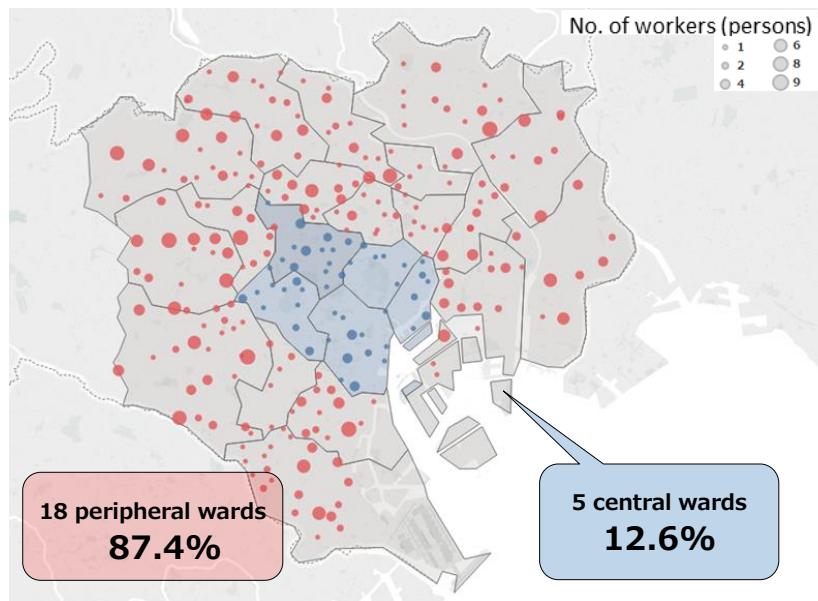 No. of workers (persons)
1 6
2 8
4 9
18 peripheral wards
87.4%
5 central wards
12.6%